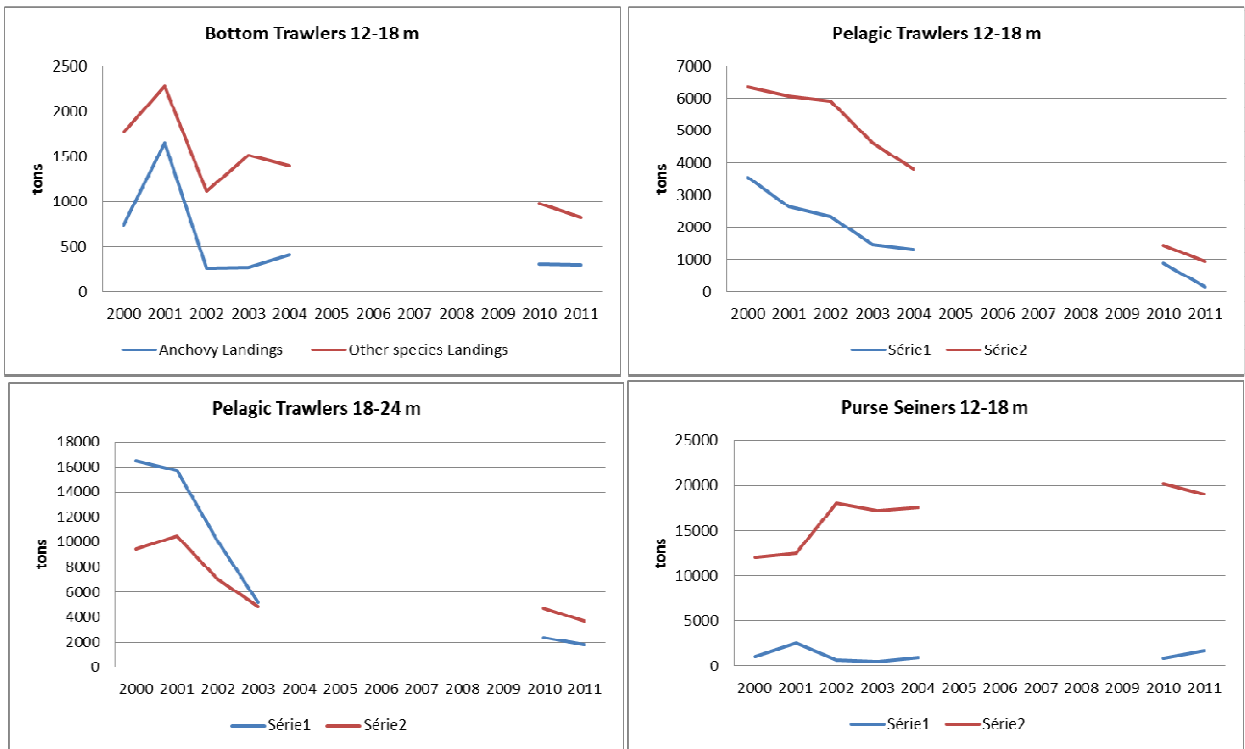 Bottom Trawlers 12-18 m
2500
2000
1500
1000
500
0
tons
2000 2001 2002 2003 2004 2005 2006 2007 2008 2009 2010 2011
Anchovy Landings Other species Landings
Pelagic Trawlers 12-18 m
7000
6000
5000
4000
3000
2000
1000
0
tons
2000 2001 2002 2003 2004 2005 2006 2007 2008 2009 2010 2011
Série1 Série2
Pelagic Trawlers 18-24 m
18000
16000
14000
12000
10000
8000
6000
4000
2000
0
tons
2000 2001 2002 2003 2004 2005 2006 2007 2008 2009 2010 2011
Série1 Série2
Purse Seiners 12-18 m
25000
20000
15000
10000
5000
0
tons
2000 2001 2002 2003 2004 2005 2006 2007 2008 2009 2010 2011
Série1 Série2